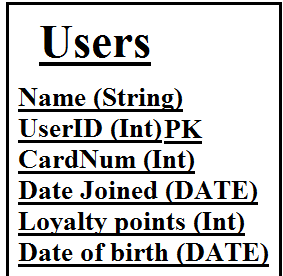 Users
Name (String)
UserID (Int)PK
CardNum (Int)
Date Joined (DATE)
Loyalty points (Int)
Date of birth (DATE)